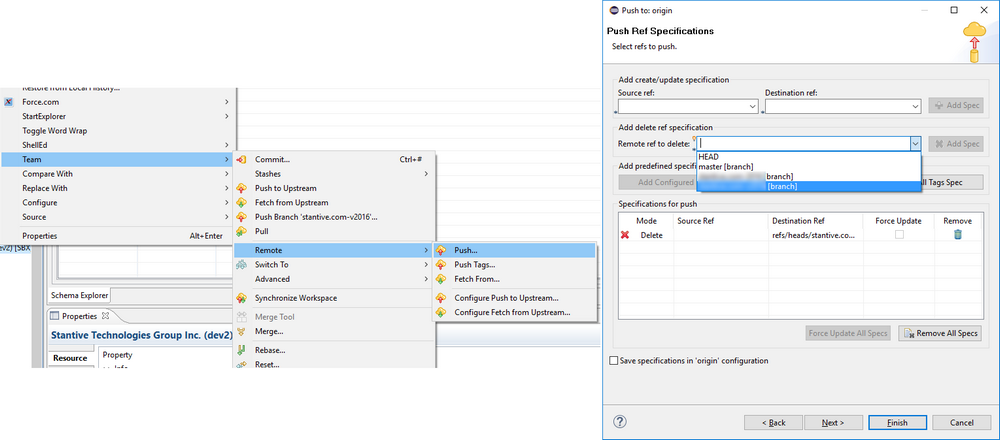 Restore from Local History...
Force.com
StartExplorer
Toggle Word Wrap
ShellEd
Team
Compare With
Replace With
Configure
Source
Properties Alt+Enter
Commit... Ctrl+#
Stashes
Push to Upstream
Fetch from Upstream
Push Branch 'stantive.com-v2016'...
Pull
Remote
Switch To
Advanced
Synchronize Workspace
Merge Tool
Merge...
Rebase...
Reset...
Push...
Push Tags...
Fetch From...
Configure Push to Upstream...
Configure Fetch from Upstream...
[SBX
Schema Explorer
Properties
Stantive Technologies Group Inc. (dev2)
Resource
Property
Info
Push to: origin
Push Ref Specifications
Select refs to push.
Add create/update specification
Source ref: Destination ref:
Add Spec
Add delete ref specification
Remote ref to delete: Add Spec
HEAD
master [branch]
branch]
[branch]
Add predefined specifi
Add Configured ll Tags Spec
Specifications for push
Mode Source Ref Destination Ref Force Update Remove
Delete refs/heads/stantive.co...
Force Update All Specs Remove All Specs
Save specifications in 'origin' configuration
< Back Next > Finish Cancel